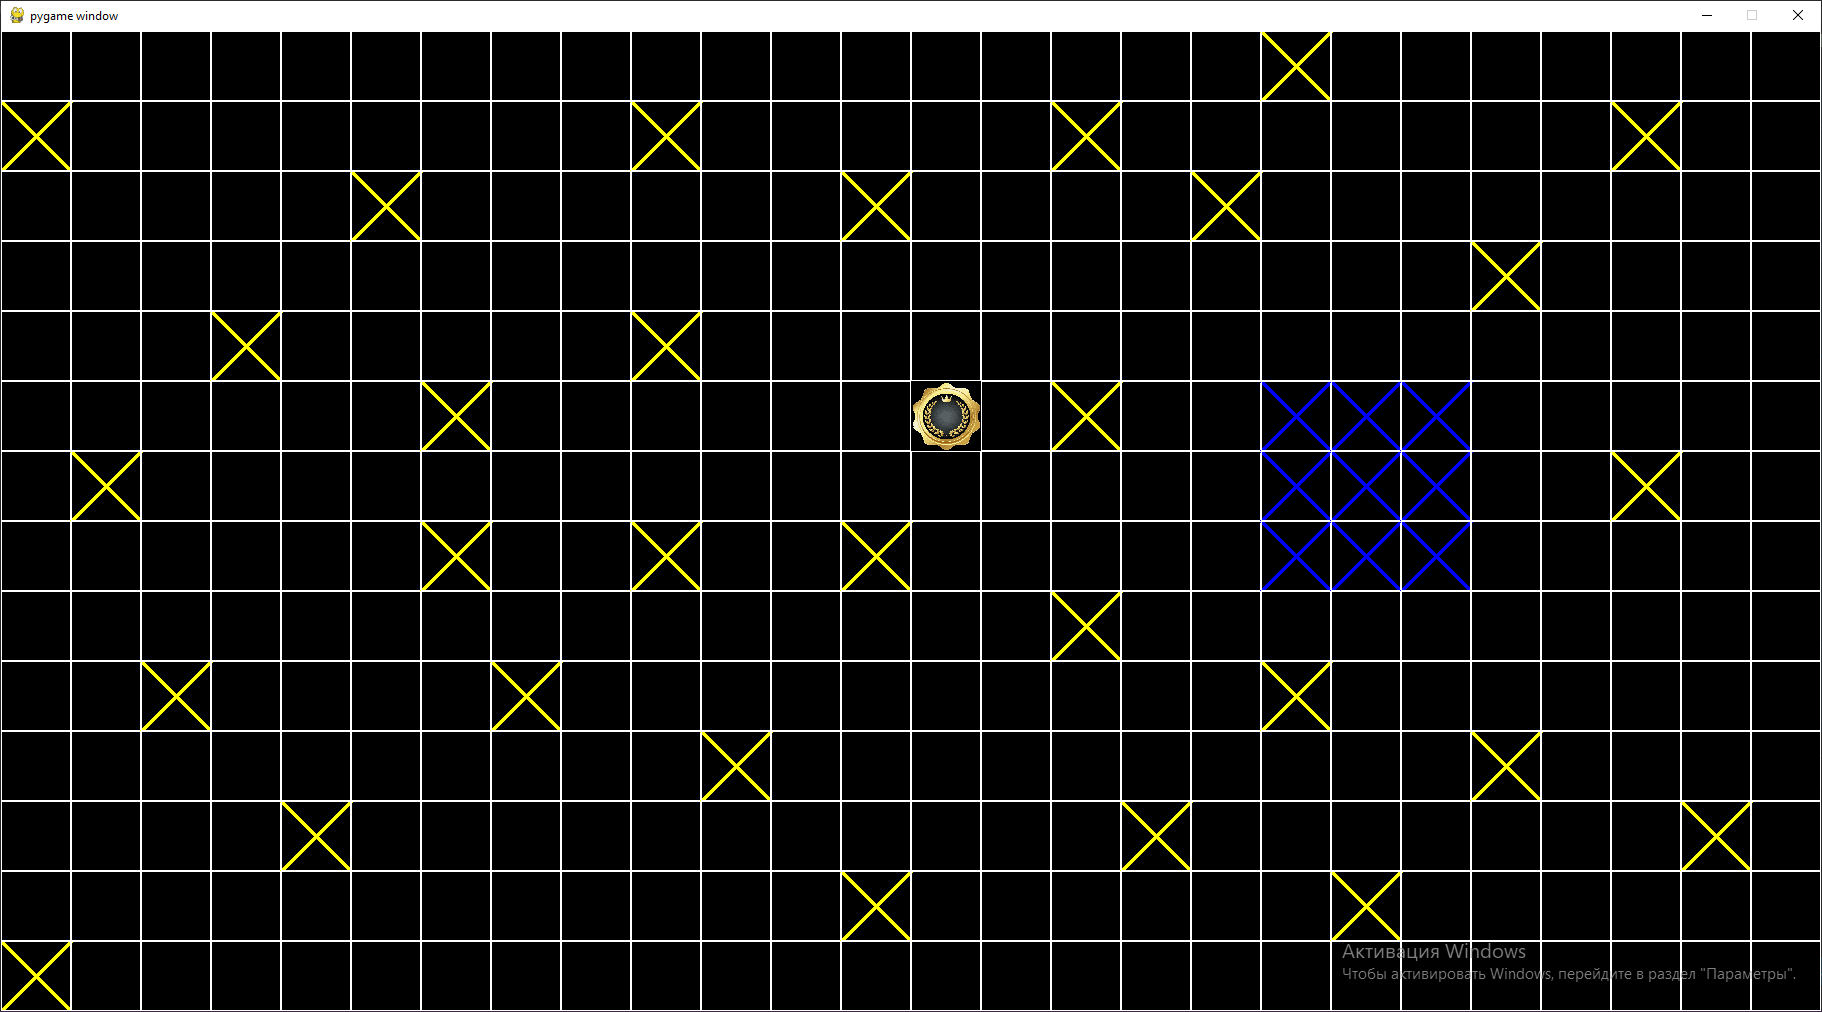 pygame window
Активация Windows
Чтобы активировать Windows, перейдите в раздел "Параметры".